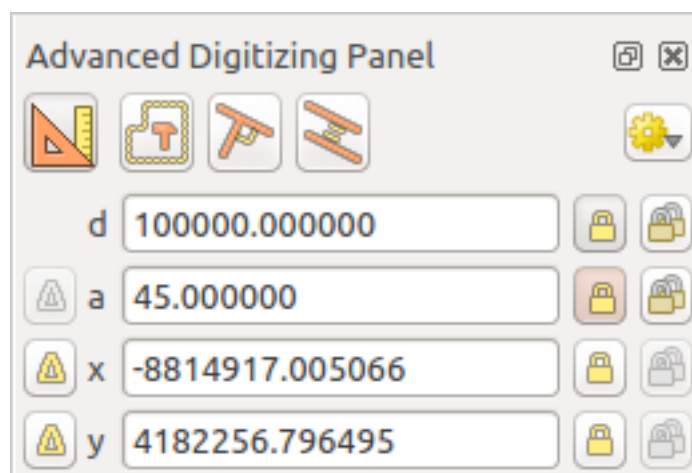 Advanced Digitizing Panel
d 100000.000000
a 45.000000
x -8814917.005066
y 4182256.796495